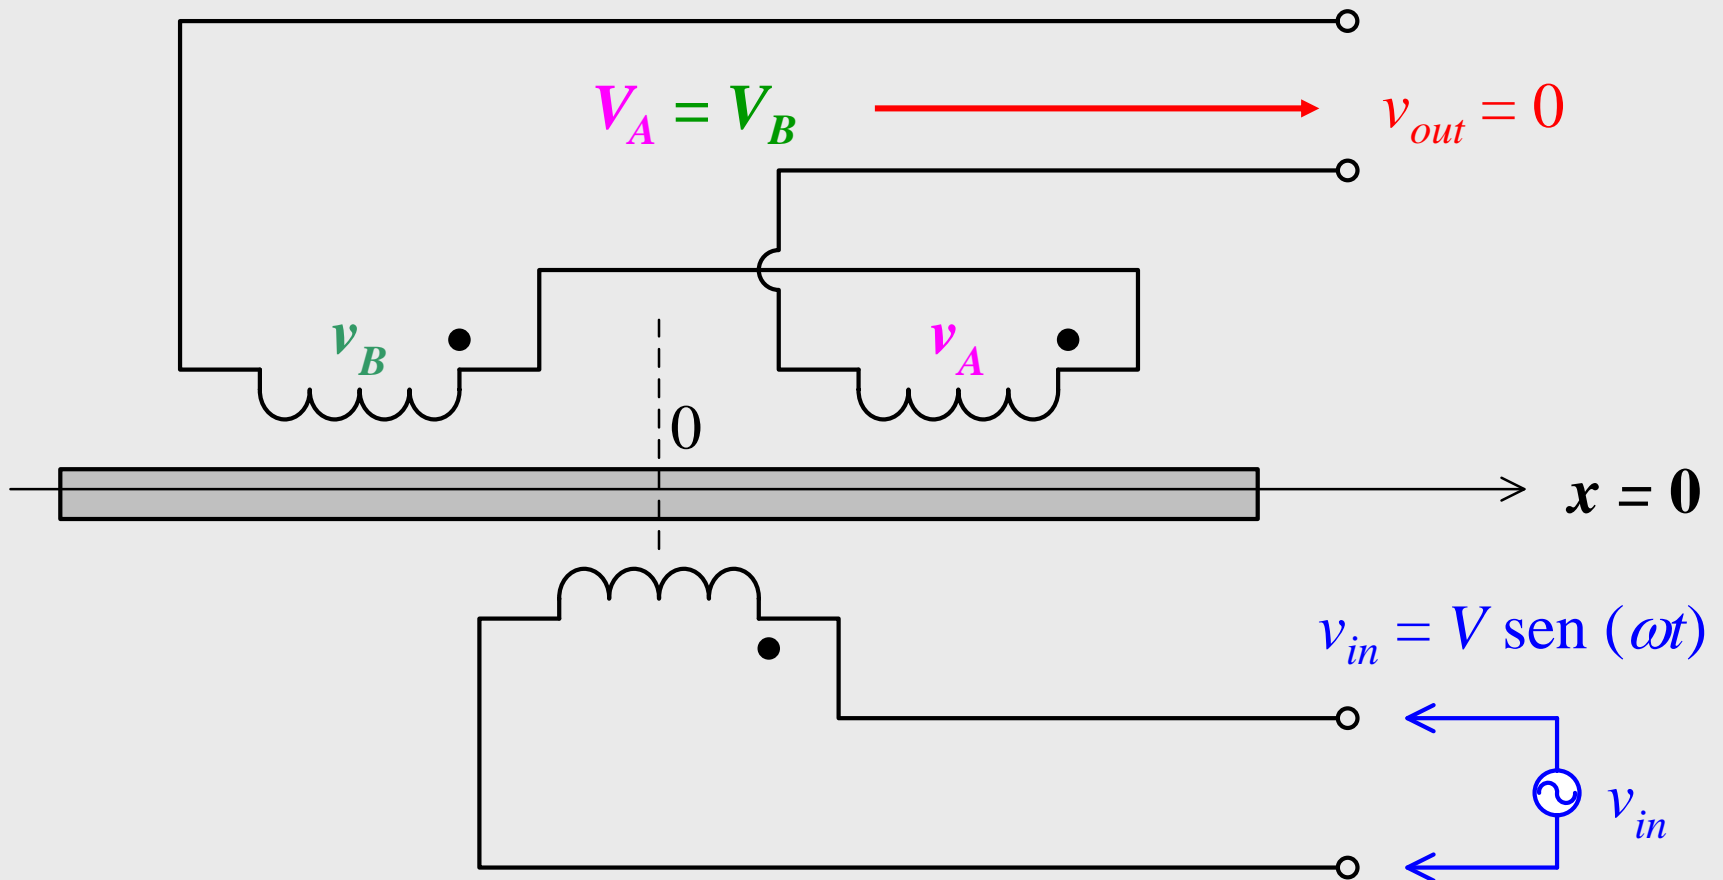 V_A = V_B
v_out = 0
v_B
v_A
0
x = 0
v_in = V sen (ωt)
v_in